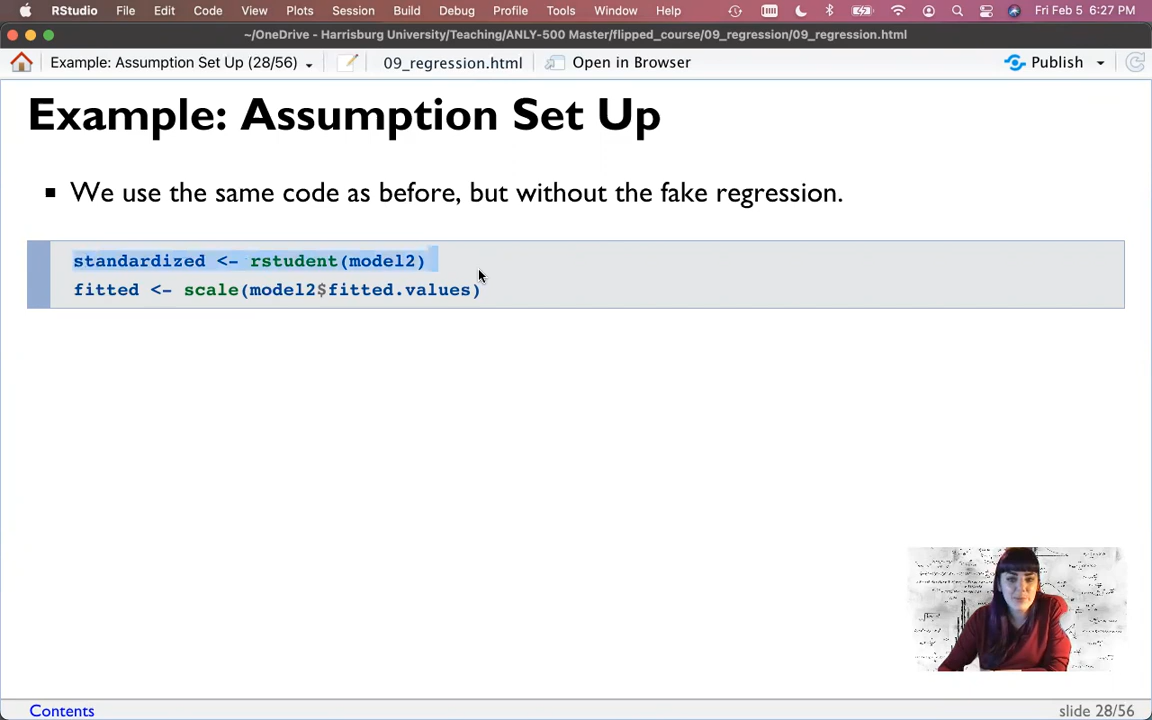 RStudio File Edit Code View Plots Session Build Debug Profile Tools Window Help Fri Feb 5 6:27 PM
~/OneDrive - Harrisburg University/Teaching/ANLY-500 Master/flipped_course/09_regression/09_regression.html
Example: Assumption Set Up (28/56) 09_regression.html Open in Browser Publish
Example: Assumption Set Up
We use the same code as before, but without the fake regression.
standardized <- rstudent(model2)
fitted <- scale(model2$fitted.values)
Contents slide 28/56